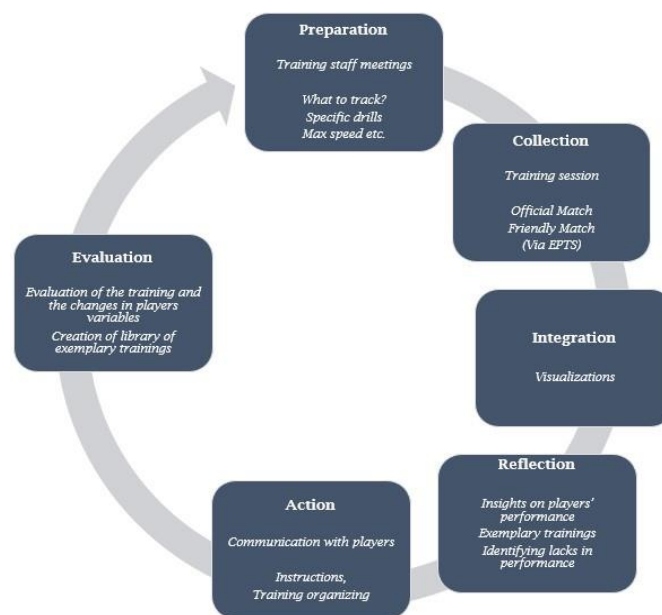 Preparation
Training staff meetings
What to track?
Specific drills
Max speed etc.
Collection
Training session
Official Match
Friendly Match
(Via EPTS)
Integration
Visualizations
Reflection
Insights on players'
performance
Exemplary trainings
Identifying lacks in
performance
Action
Communication with players
Instructions,
Training organizing
Evaluation
Evaluation of the training and
the changes in players
variables
Creation of library of
exemplary trainings